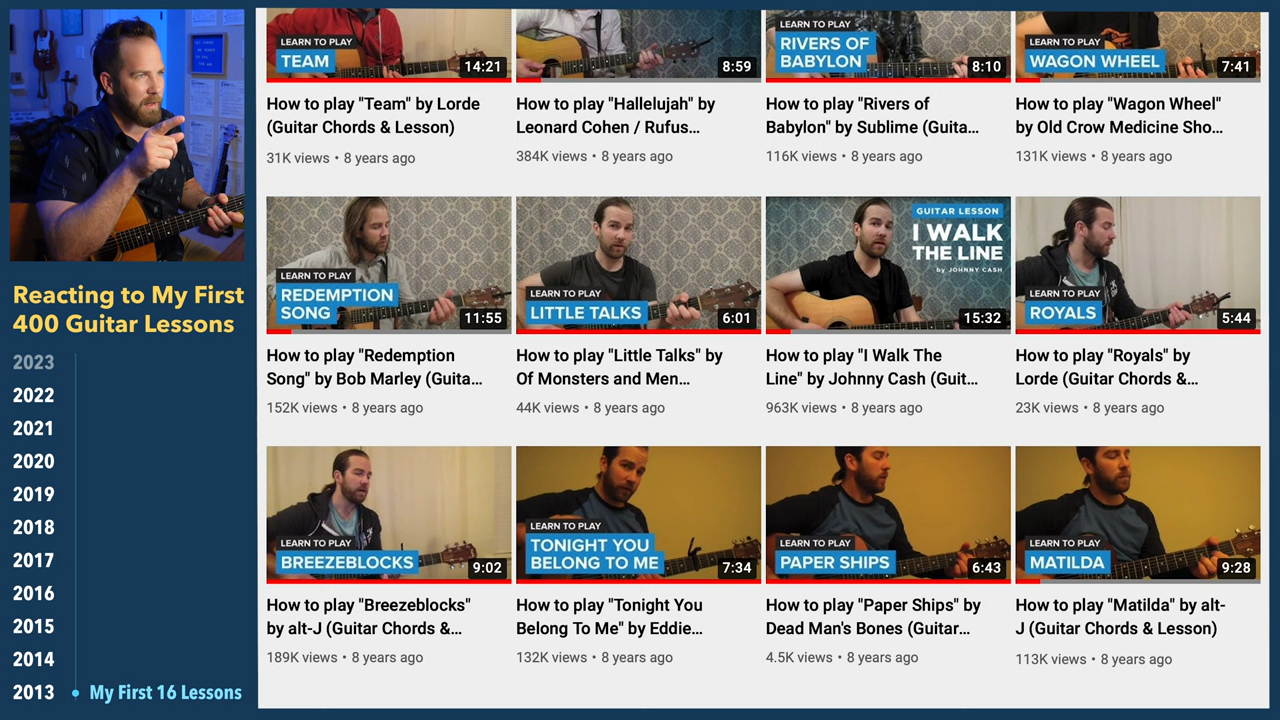 Reacting to My First
400 Guitar Lessons
2023
2022
2021
2020
2019
2018
2017
2016
2015
2014
2013
My First 16 Lessons
LEARN TO PLAY
TEAM
14:21
How to play "Team" by Lorde
(Guitar Chords & Lesson)
31K views • 8 years ago
8:59
How to play "Hallelujah" by
Leonard Cohen / Rufus...
384K views • 8 years ago
LEARN TO PLAY
RIVERS OF
BABYLON
8:10
How to play "Rivers of
Babylon" by Sublime (Guita...
116K views • 8 years ago
LEARN TO PLAY
WAGON WHEEL
7:41
How to play "Wagon Wheel"
by Old Crow Medicine Sho...
131K views • 8 years ago
LEARN TO PLAY
REDEMPTION
SONG
11:55
How to play "Redemption
Song" by Bob Marley (Guita...
152K views • 8 years ago
LEARN TO PLAY
LITTLE TALKS
6:01
How to play "Little Talks" by
Of Monsters and Men...
44K views • 8 years ago
GUITAR LESSON
I WALK
THE LINE
by JOHNNY CASH
15:32
How to play "I Walk The
Line" by Johnny Cash (Guit...
963K views • 8 years ago
LEARN TO PLAY
ROYALS
5:44
How to play "Royals" by
Lorde (Guitar Chords &...
23K views • 8 years ago
LEARN TO PLAY
BREEZEBLOCKS
9:02
How to play "Breezeblocks"
by alt-J (Guitar Chords &...
189K views • 8 years ago
LEARN TO PLAY
TONIGHT YOU
BELONG TO ME
7:34
How to play "Tonight You
Belong To Me" by Eddie...
132K views • 8 years ago
LEARN TO PLAY
PAPER SHIPS
6:43
How to play "Paper Ships" by
Dead Man's Bones (Guitar...
4.5K views • 8 years ago
LEARN TO PLAY
MATILDA
9:28
How to play "Matilda" by alt-
J (Guitar Chords & Lesson)
113K views • 8 years ago